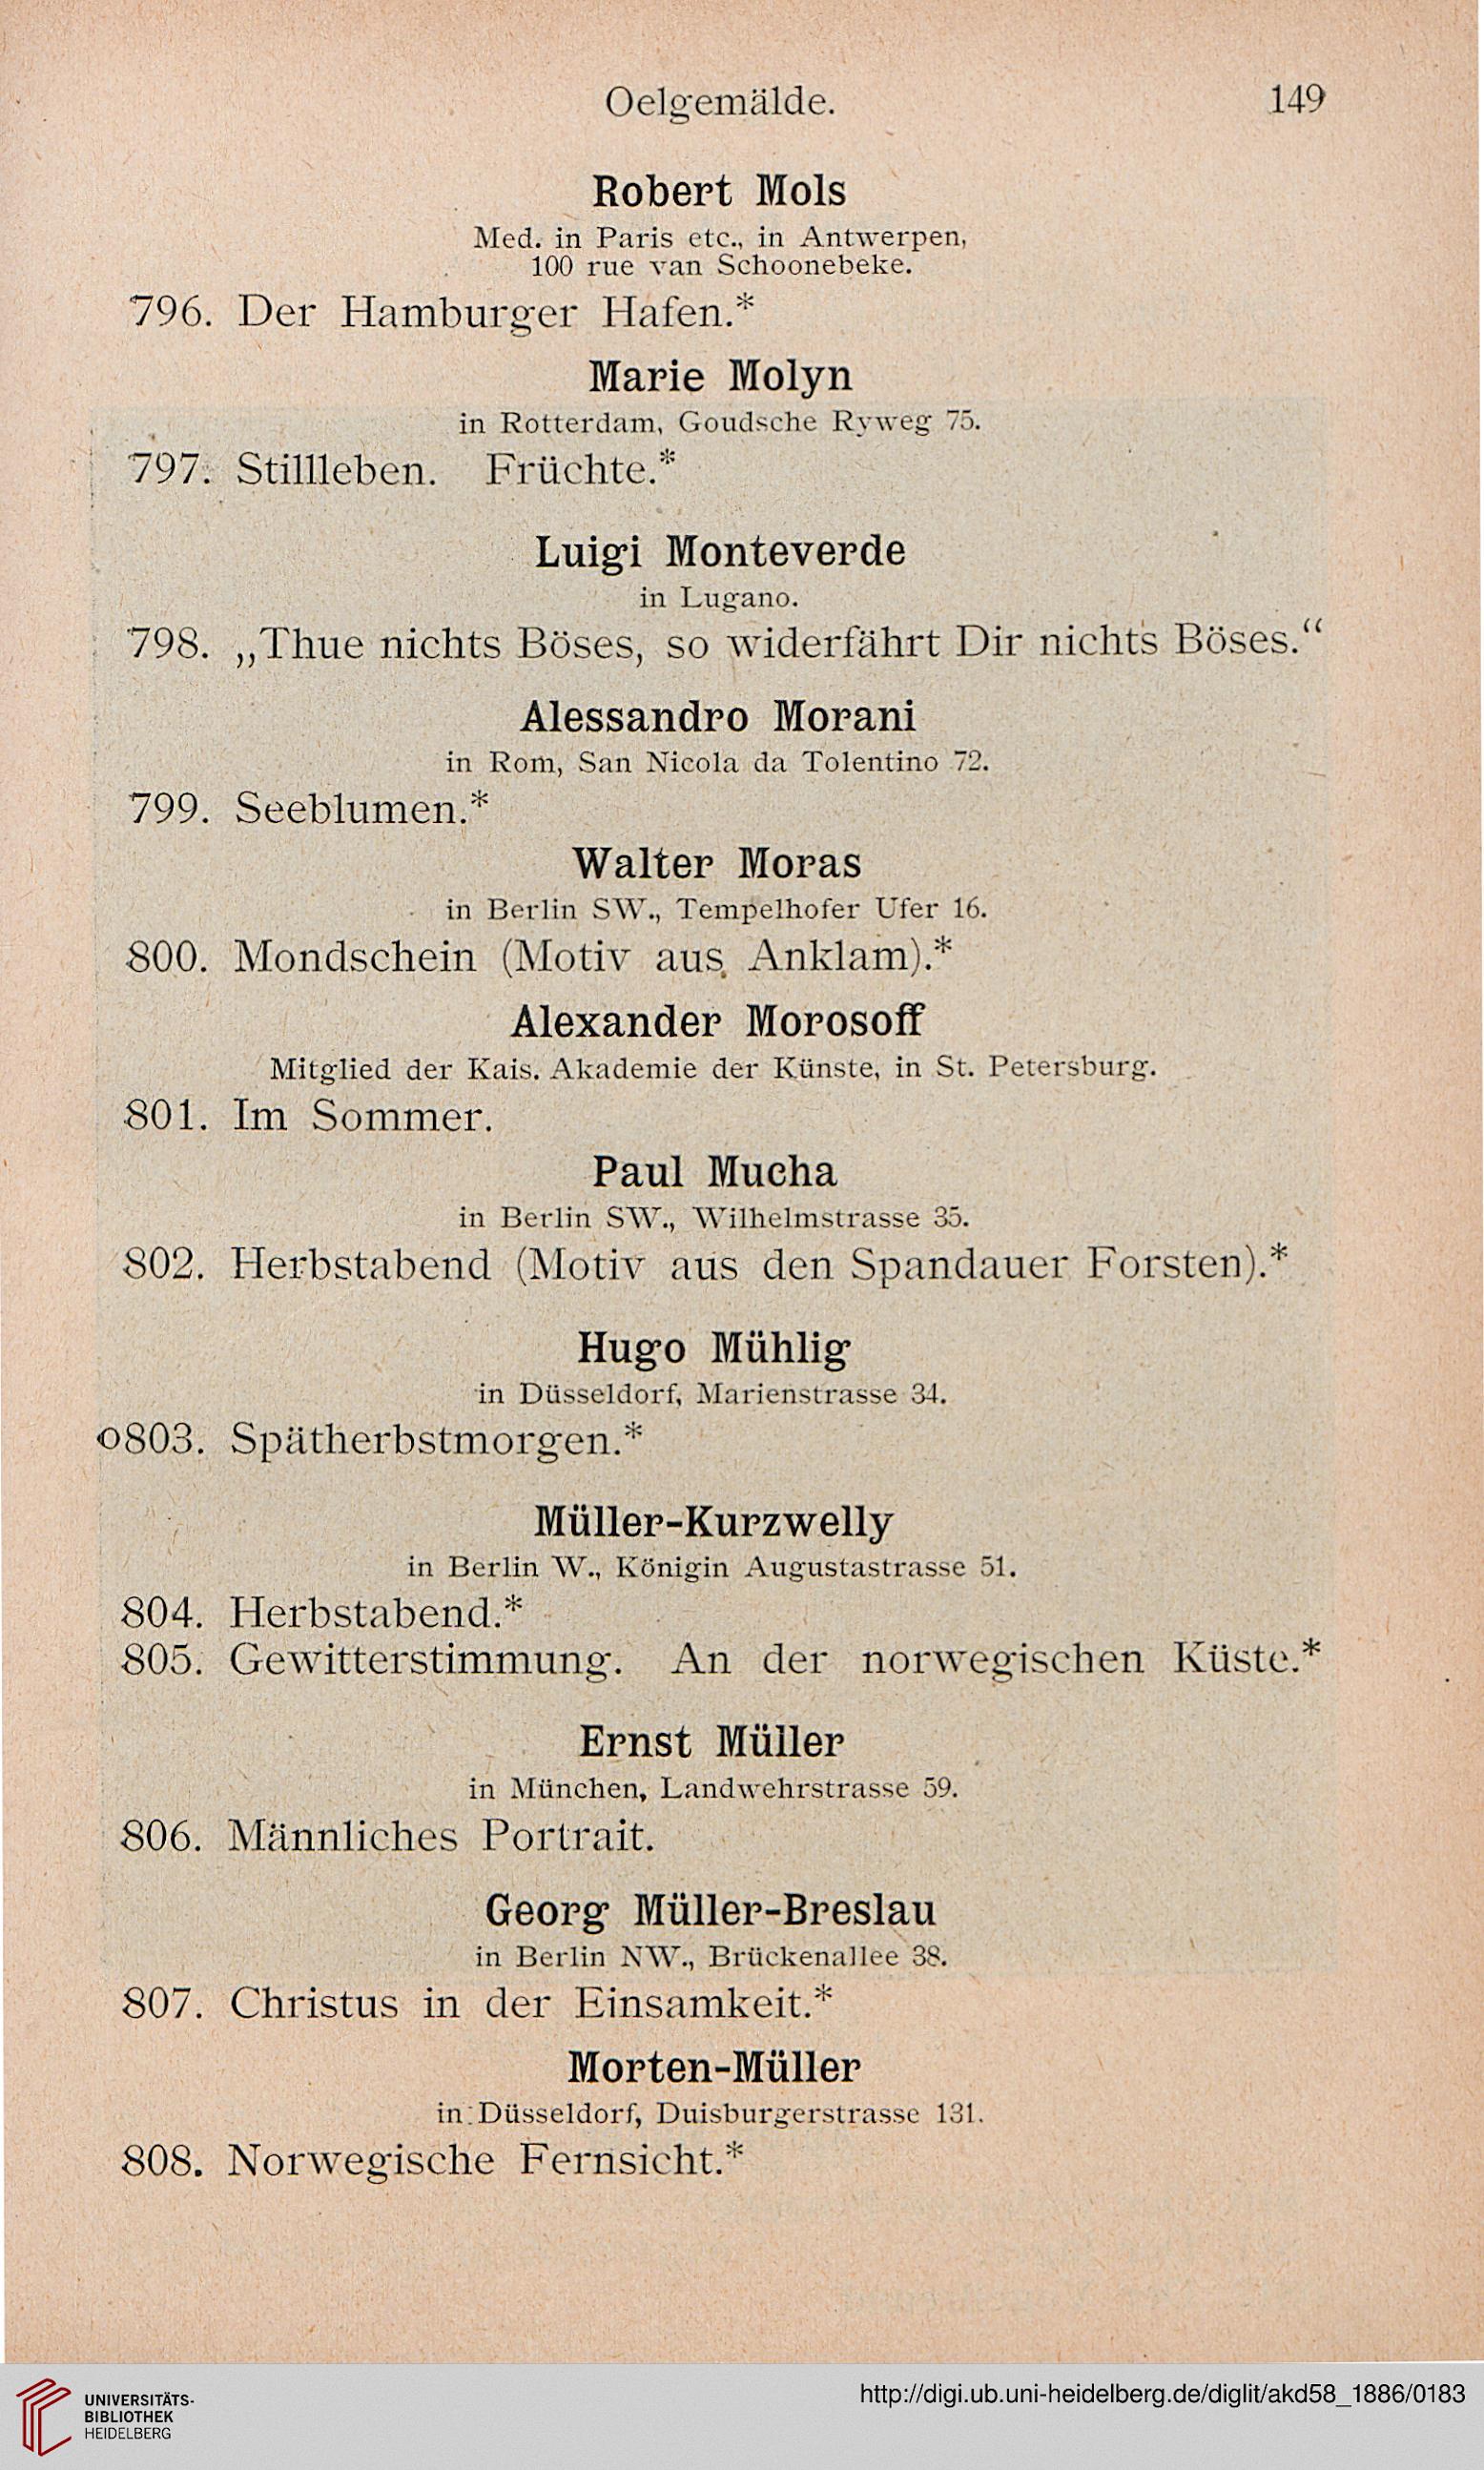 Oelgemälde. 149
Robert Mols
Med. in Paris etc., in Antwerpen,
100 rue van Schoonebeke.
796. Der Hamburger Hafen.*
Marie Molyn
in Rotterdam, Goudsche Ryweg 75.
797. Stillleben. Früchte.*
Luigi Monteverde
in Lugano.
798. „Thue nichts Böses, so widerfährt Dir nichts Böses.“
Alessandro Morani
in Rom, San Nicola da Tolentino 72.
799. Seeblumen.*
Walter Moras
in Berlin SW., Tempelhofer Ufer 16.
800. Mondschein (Motiv aus Anklam).*
Alexander Morosoff
Mitglied der Kais. Akademie der Künste, in St. Petersburg.
801. Im Sommer.
Paul Mucha
in Berlin SW., Wilhelmstrasse 35.
802. Herbstabend (Motiv aus den Spandauer Forsten).*
Hugo Mühlig
in Düsseldorf, Marienstrasse 34.
o803. Spätherbstmorgen.*
Müller-Kurzwelly
in Berlin W., Königin Augustastrasse 51.
804. Herbstabend.*
805. Gewitterstimmung. An der norwegischen Küste.*
Ernst Müller
in München, Landwehrstrasse 59.
806. Männliches Portrait.
Georg Müller-Breslau
in Berlin NW., Brückenallee 38.
807. Christus in der Einsamkeit.*
Morten-Müller
in Düsseldorf, Duisburgerstrasse 131.
808. Norwegische Fernsicht.*
UNIVERSITÄTS-
BIBLIOTHEK
HEIDELBERG
http://digi.ub.uni-heidelberg.de/diglit/akd58_1886/0183